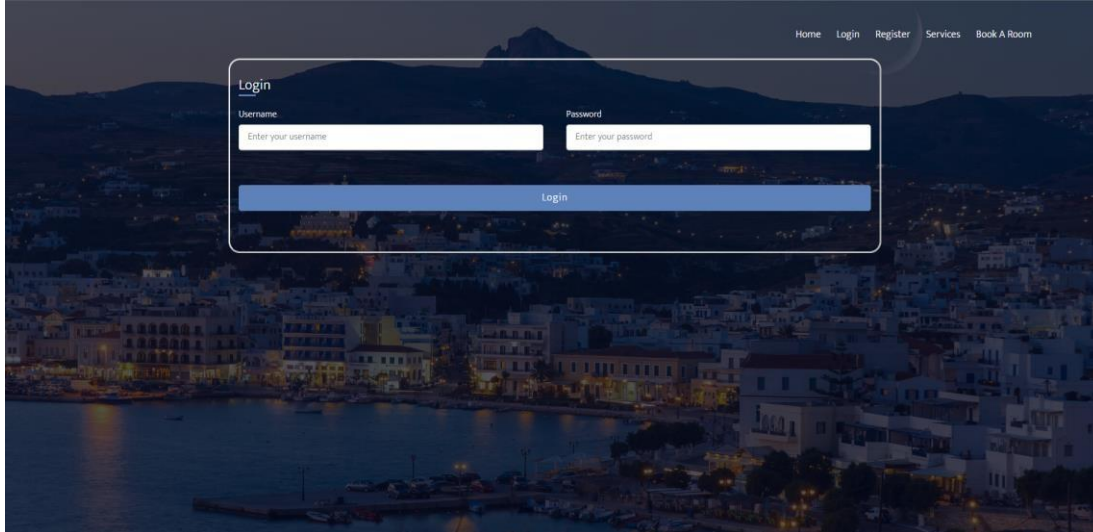 Home Login Register Services Book A Room
Login
Username Password
Enter your username Enter your password
Login